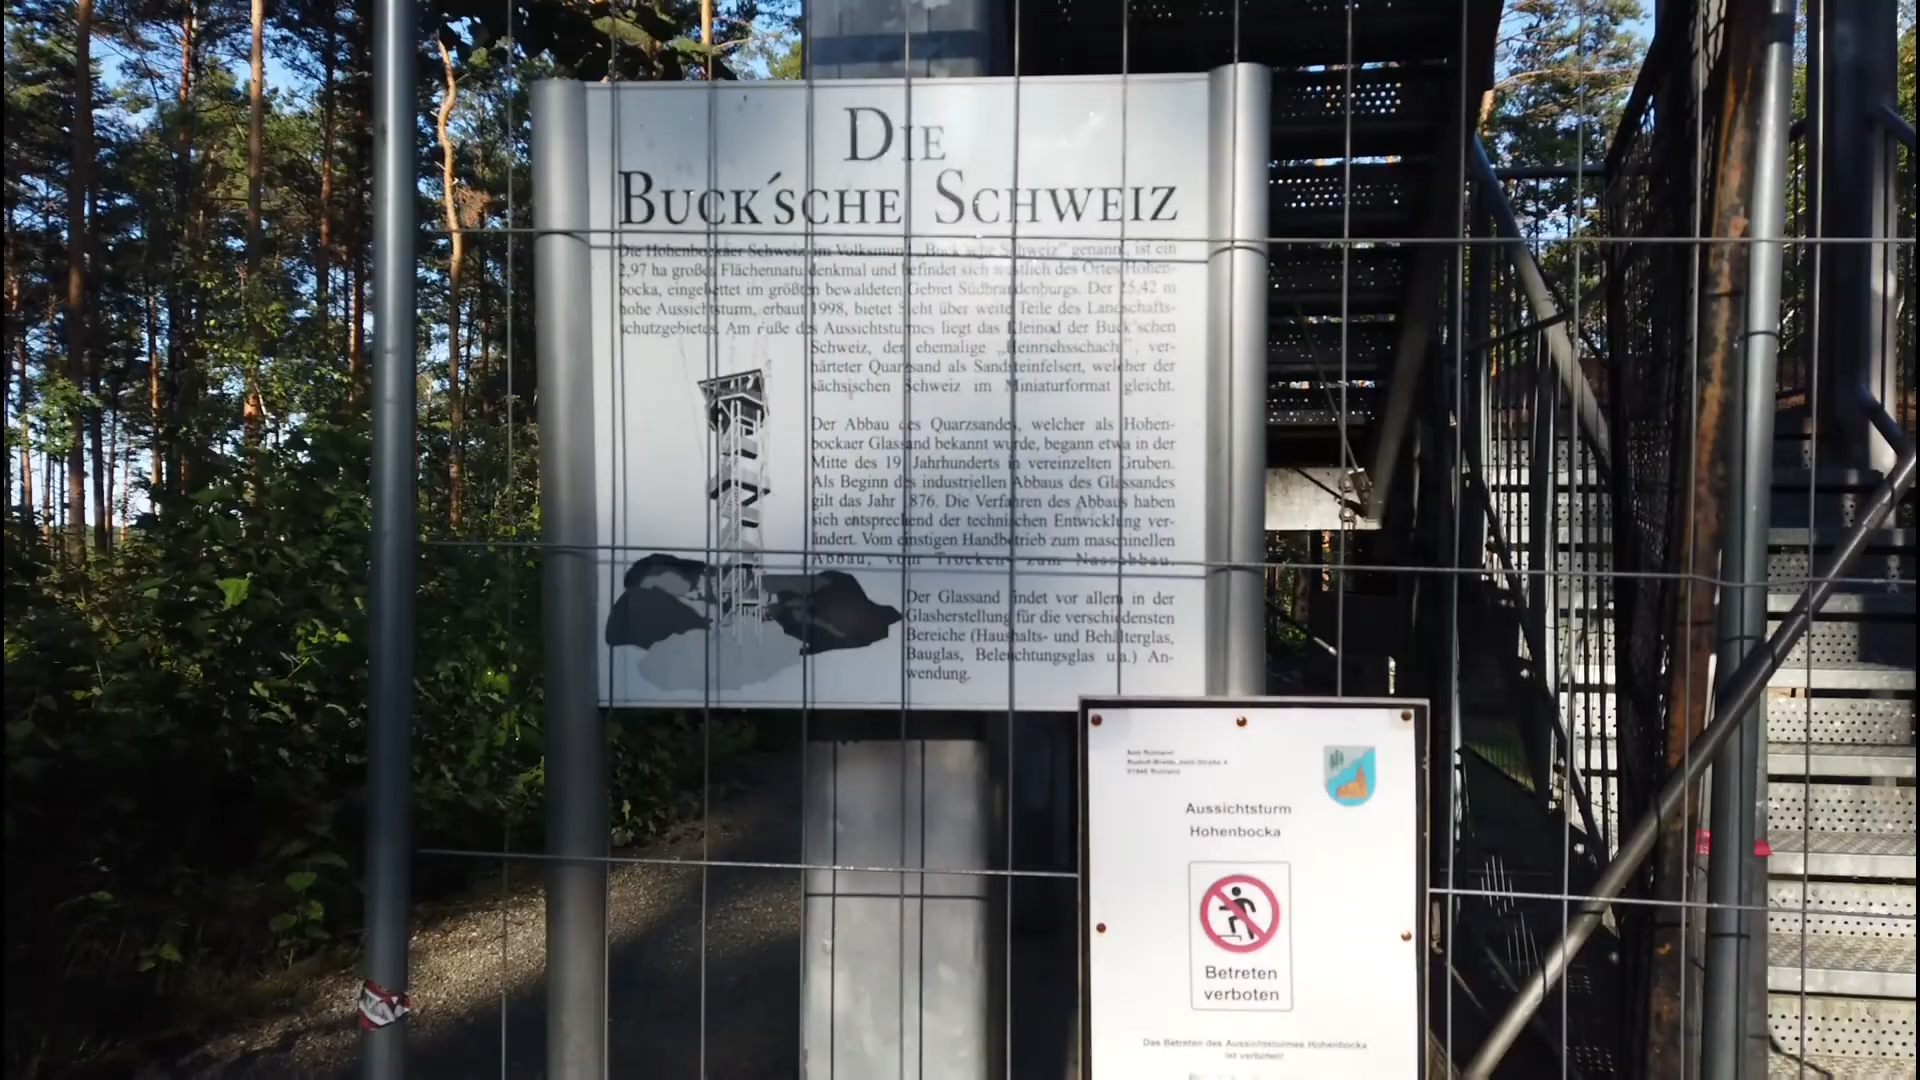 DIE
BUCK´SCHE SCHWEIZ
Die Hohenbockaer Schweiz im Volksmund „Buck´sche Schweiz" genannt, ist ein
2,97 ha großes Flächennaturdenkmal und befindet sich westlich des Ortes Hohen-
bocka, eingebettet im größten bewaldeten Gebiet Südbrandenburgs. Der 25,42 m
hohe Aussichtsturm, erbaut 1998, bietet Sicht über weite Teile des Landschafts-
schutzgebietes. Am Fuße des Aussichtsturmes liegt das Kleinod der Buck´schen
Schweiz, der ehemalige „Heinrichsschacht", ver-
härteter Quarzsand als Sandsteinfelsen, welcher der
sächsischen Schweiz im Miniaturformat gleicht.
Der Abbau des Quarzsandes, welcher als Hohen-
bockaer Glassand bekannt wurde, begann etwa in der
Mitte des 19. Jahrhunderts in vereinzelten Gruben.
Als Beginn des industriellen Abbaus des Glassandes
gilt das Jahr 1876. Die Verfahren des Abbaus haben
sich entsprechend der technischen Entwicklung ver-
ändert. Vom einstigen Handbetrieb zum maschinellen
Abbau, vom Trocken- zum Nassabbau.
Der Glassand findet vor allem in der
Glasherstellung für die verschiedensten
Bereiche (Haushalts- und Behälterglas,
Bauglas, Beleuchtungsglas u.a.) An-
wendung.
Amt Ruhland
Rudolf-Breitscheid-Straße 4
01945 Ruhland
Aussichtsturm
Hohenbocka
Betreten
verboten
Das Betreten des Aussichtsturmes Hohenbocka
ist verboten!